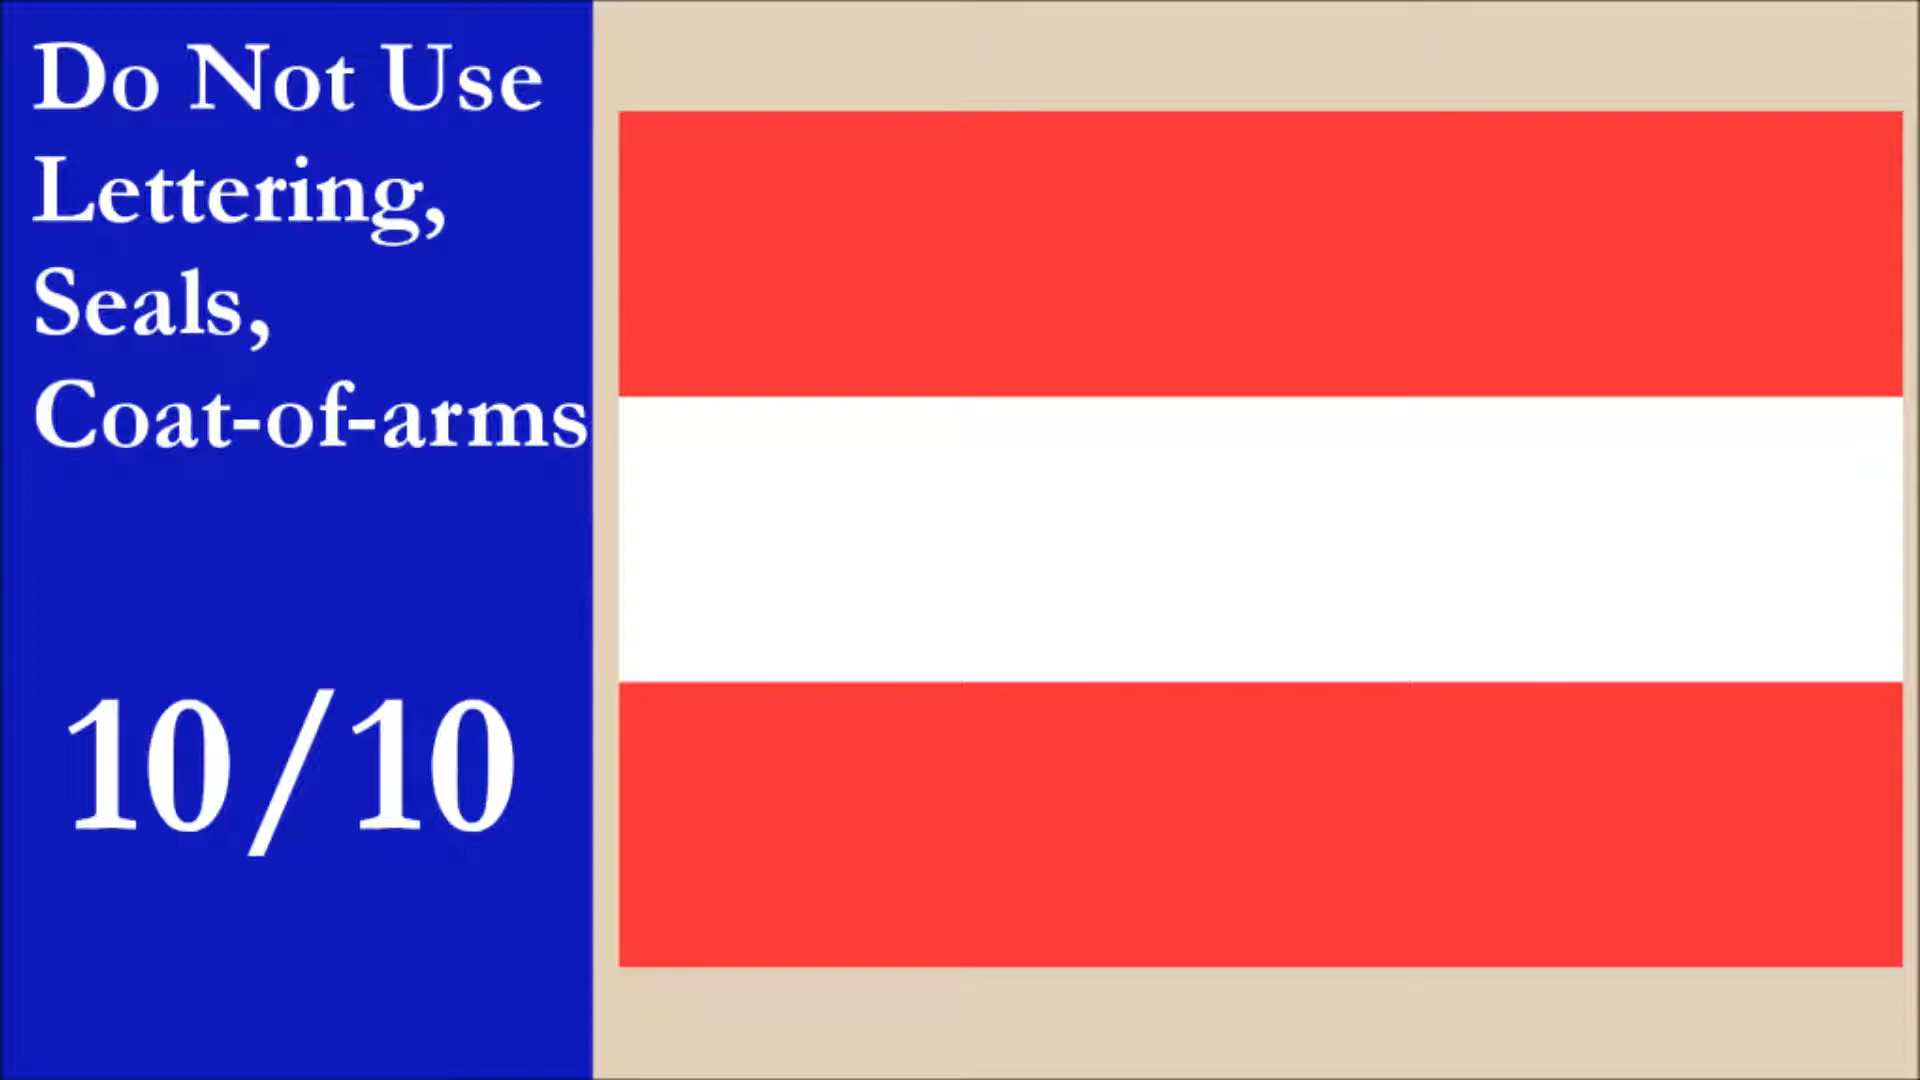 Do Not Use
Lettering,
Seals,
Coat-of-arms
10/10